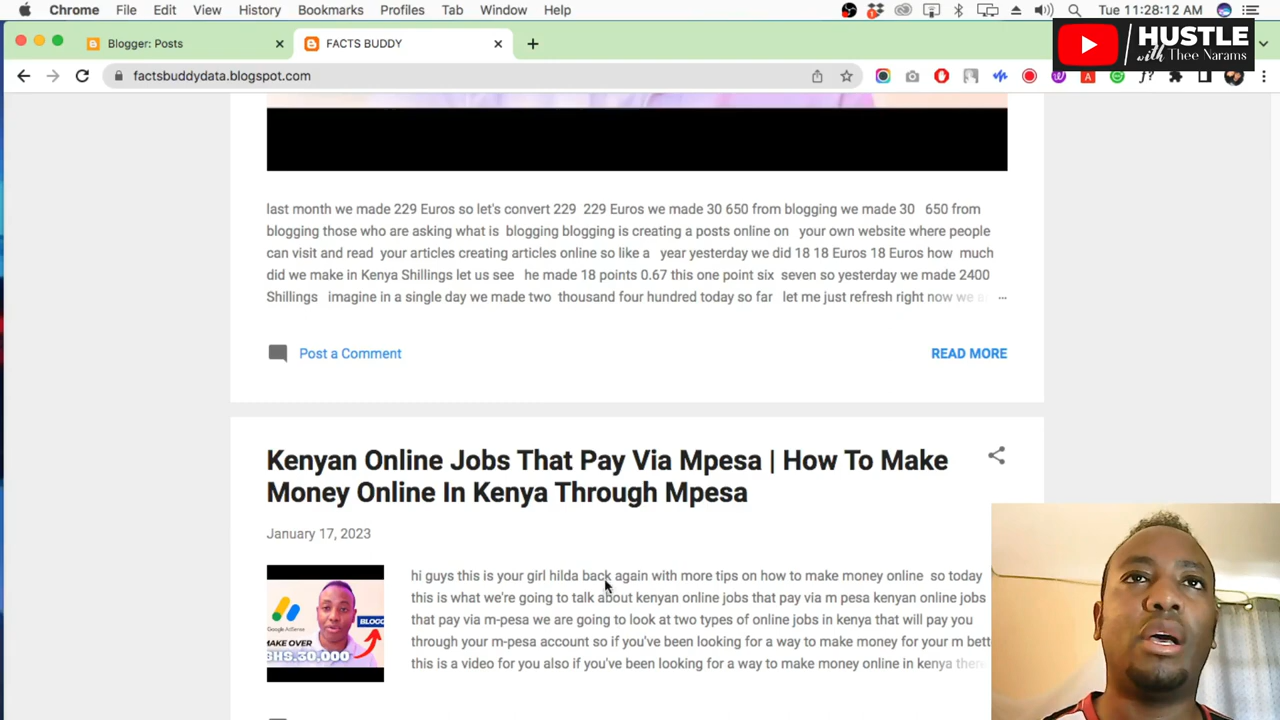 Chrome File Edit View History Bookmarks Profiles Tab Window Help Tue 11:28:12 AM
HUSTLE
with Thee Narams
Blogger: Posts
FACTS BUDDY
factsbuddydata.blogspot.com
last month we made 229 Euros so let's convert 229 229 Euros we made 30 650 from blogging we made 30 650 from
blogging those who are asking what is blogging blogging is creating a posts online on your own website where people
can visit and read your articles creating articles online so like a year yesterday we did 18 18 Euros 18 Euros how much
did we make in Kenya Shillings let us see he made 18 points 0.67 this one point six seven so yesterday we made 2400
Shillings imagine in a single day we made two thousand four hundred today so far let me just refresh right now we a ...
Post a Comment
READ MORE
Kenyan Online Jobs That Pay Via Mpesa | How To Make
Money Online In Kenya Through Mpesa
January 17, 2023
hi guys this is your girl hilda back again with more tips on how to make money online so today
this is what we're going to talk about kenyan online jobs that pay via m pesa kenyan online jobs
that pay via m-pesa we are going to look at two types of online jobs in kenya that will pay you
through your m-pesa account so if you've been looking for a way to make money for your m bett
this is a video for you also if you've been looking for a way to make money online in kenya there
Google AdSense
BLOGG
MAKE OVER
SHS.30,000